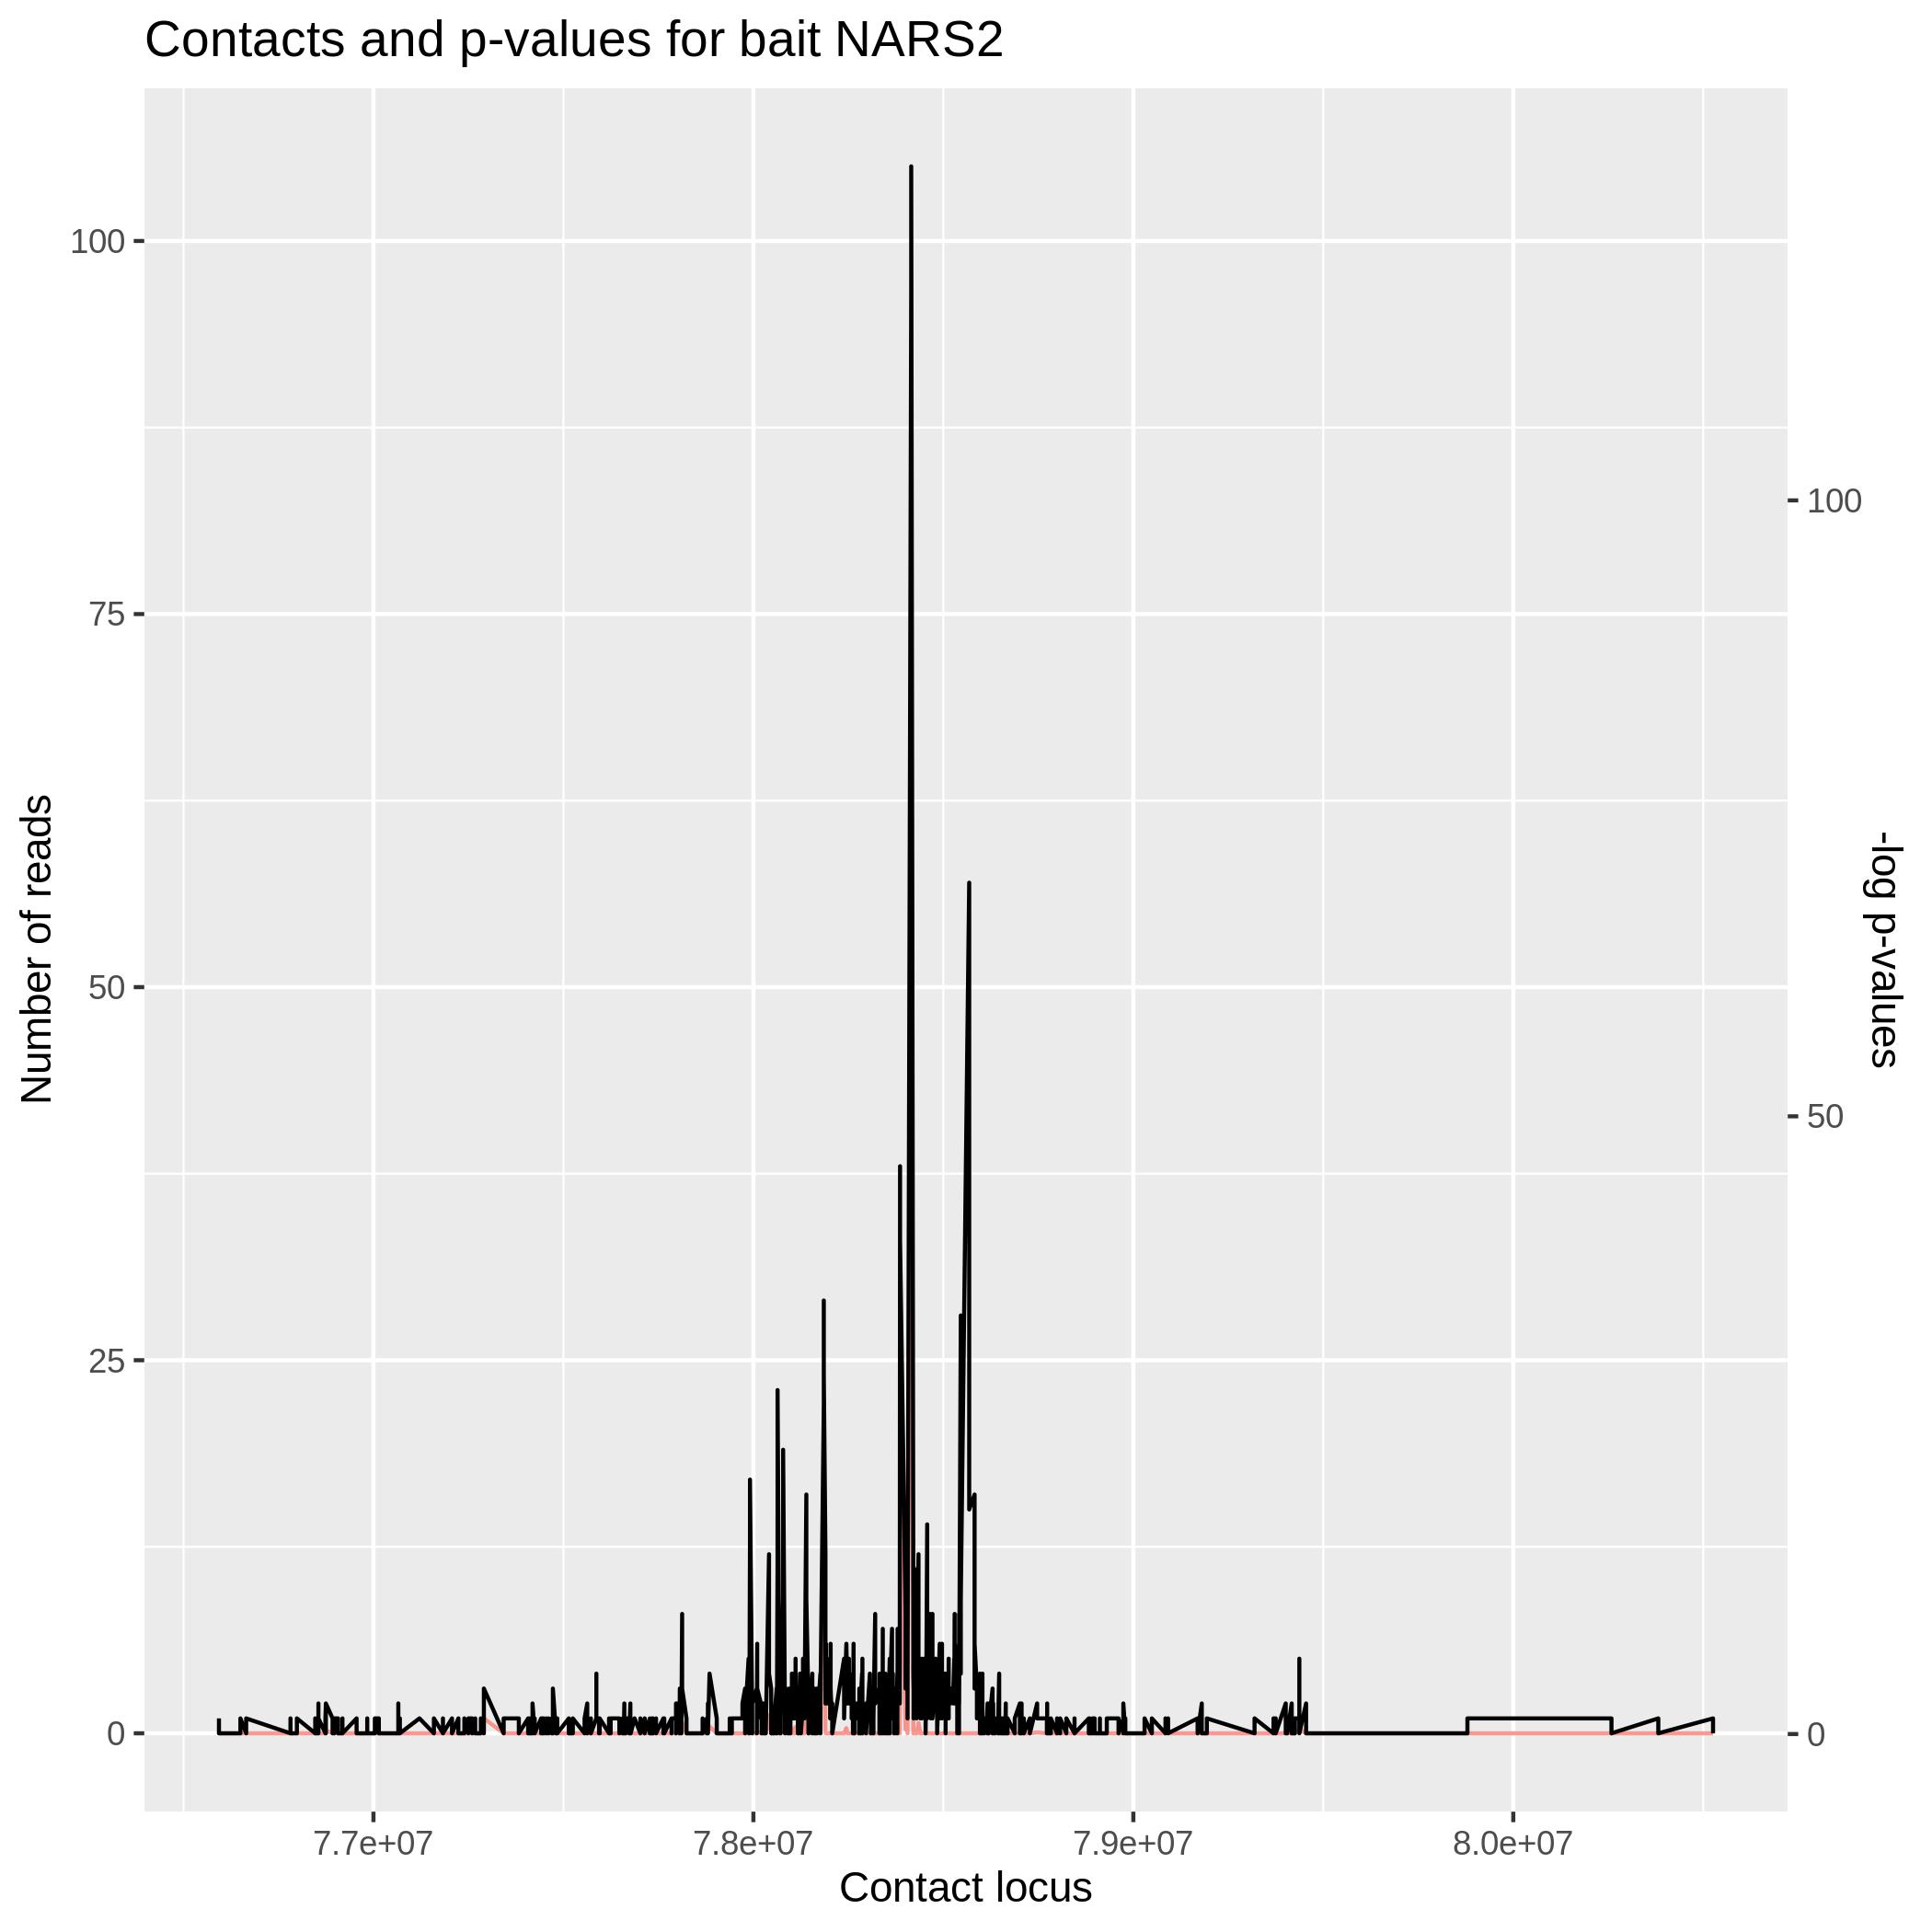 Contacts and p-values for bait NARS2
100
75
50
25
0
Number of reads
100
50
0
-log p-values
7.7e+07 7.8e+07 7.9e+07 8.0e+07
Contact locus